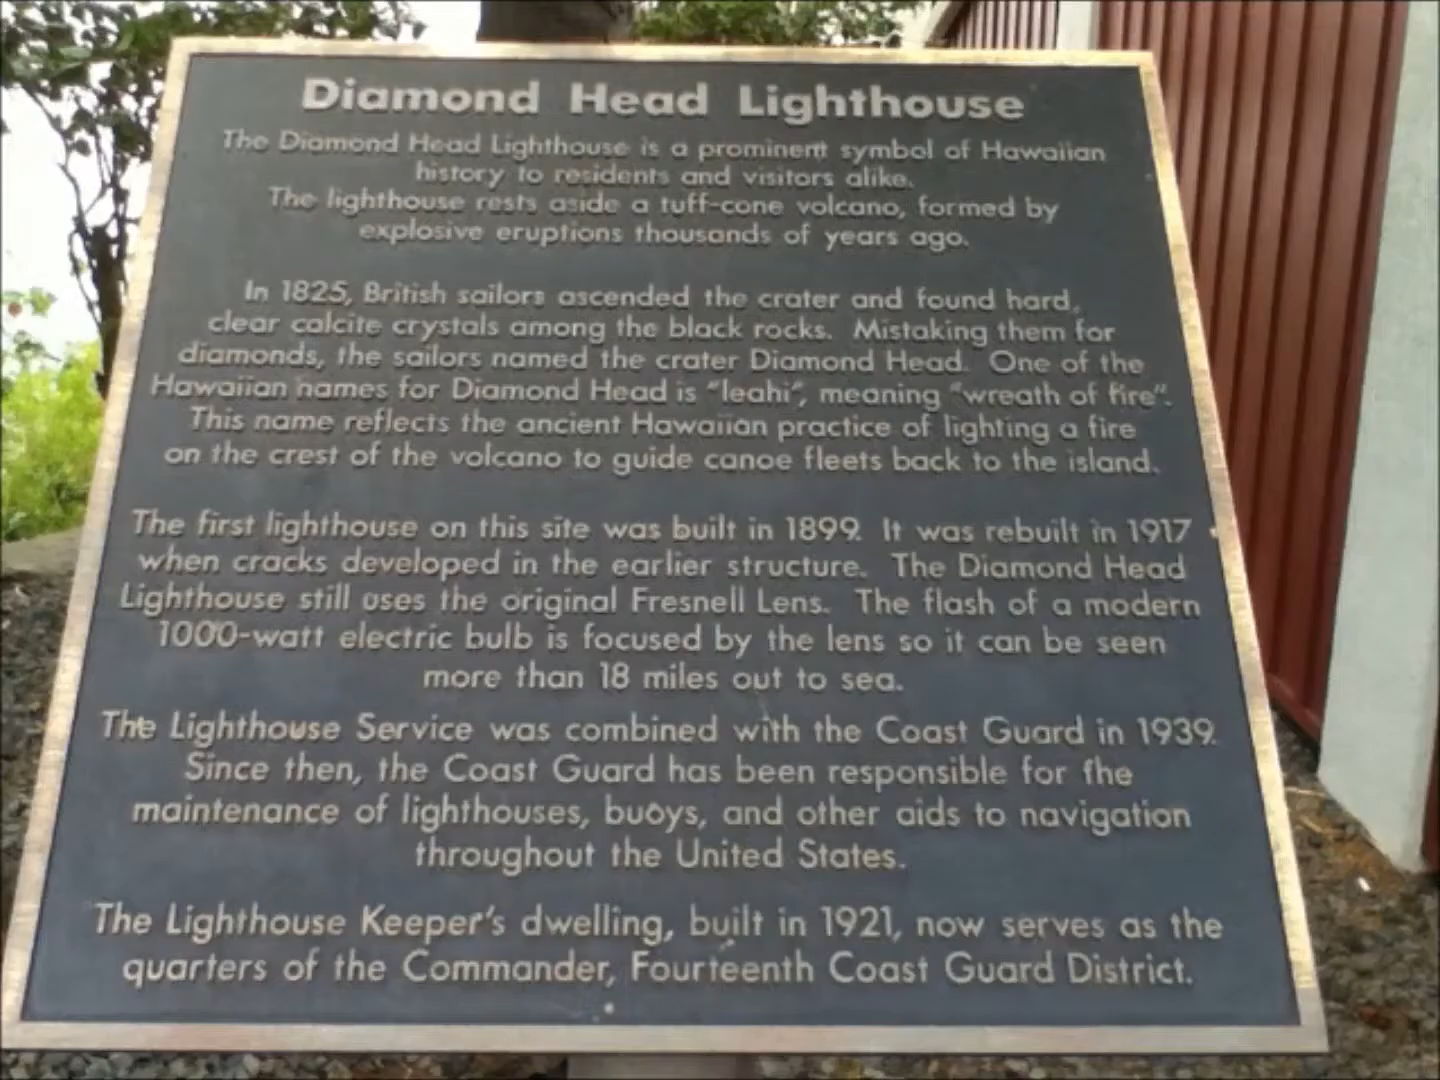 Diamond Head Lighthouse
The Diamond Head Lighthouse is a prominent symbol of Hawaiian
history to residents and visitors alike.
The lighthouse rests aside a tuff-cone volcano, formed by
explosive eruptions thousands of years ago.
In 1825, British sailors ascended the crater and found hard,
clear calcite crystals among the black rocks. Mistaking them for
diamonds, the sailors named the crater Diamond Head. One of the
Hawaiian names for Diamond Head is "leahi", meaning "wreath of fire".
This name reflects the ancient Hawaiian practice of lighting a fire
on the crest of the volcano to guide canoe fleets back to the island.
The first lighthouse on this site was built in 1899. It was rebuilt in 1917
when cracks developed in the earlier structure. The Diamond Head
Lighthouse still uses the original Fresnell Lens. The flash of a modern
1000-watt electric bulb is focused by the lens so it can be seen
more than 18 miles out to sea.
The Lighthouse Service was combined with the Coast Guard in 1939.
Since then, the Coast Guard has been responsible for the
maintenance of lighthouses, buoys, and other aids to navigation
throughout the United States.
The Lighthouse Keeper's dwelling, built in 1921, now serves as the
quarters of the Commander, Fourteenth Coast Guard District.